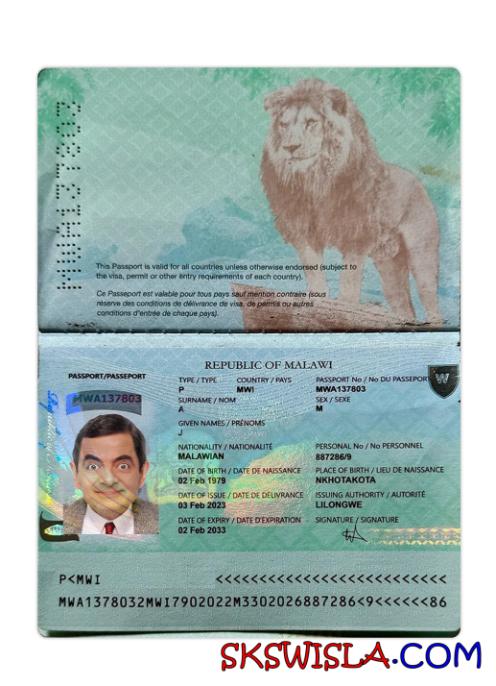 MWA137803
This Passport is valid for all countries unless otherwise endorsed (subject to
the visa, permit or other entry requirements of each country).
Ce Passeport est valable pour tous pays sauf mention contraire (sous
réserve des conditions de délivrance de visa, de permis ou autres
conditions d'entrée de chaque pays).
REPUBLIC OF MALAWI
PASSPORT/PASSEPORT
TYPE / TYPE COUNTRY / PAYS PASSPORT No / No DU PASSEPORT
P MWI MWA137803
MWA137803
SURNAME / NOM SEX / SEXE
A M
GIVEN NAMES / PRÉNOMS
J
NATIONALITY / NATIONALITÉ PERSONAL No / No PERSONNEL
MALAWIAN 887286/9
DATE OF BIRTH / DATE DE NAISSANCE PLACE OF BIRTH / LIEU DE NAISSANCE
02 Feb 1979 NKHOTAKOTA
DATE OF ISSUE / DATE DE DÉLIVRANCE ISSUING AUTHORITY / AUTORITÉ
03 Feb 2023 LILONGWE
DATE OF EXPIRY / DATE D'EXPIRATION SIGNATURE / SIGNATURE
02 Feb 2033
P<MWI <<<<<<<<<<<<<<<<<<<<<<<<<<<
MWA1378032MWI7902022M3302026887286<9<<<<<<86
SKSWISLA.COM